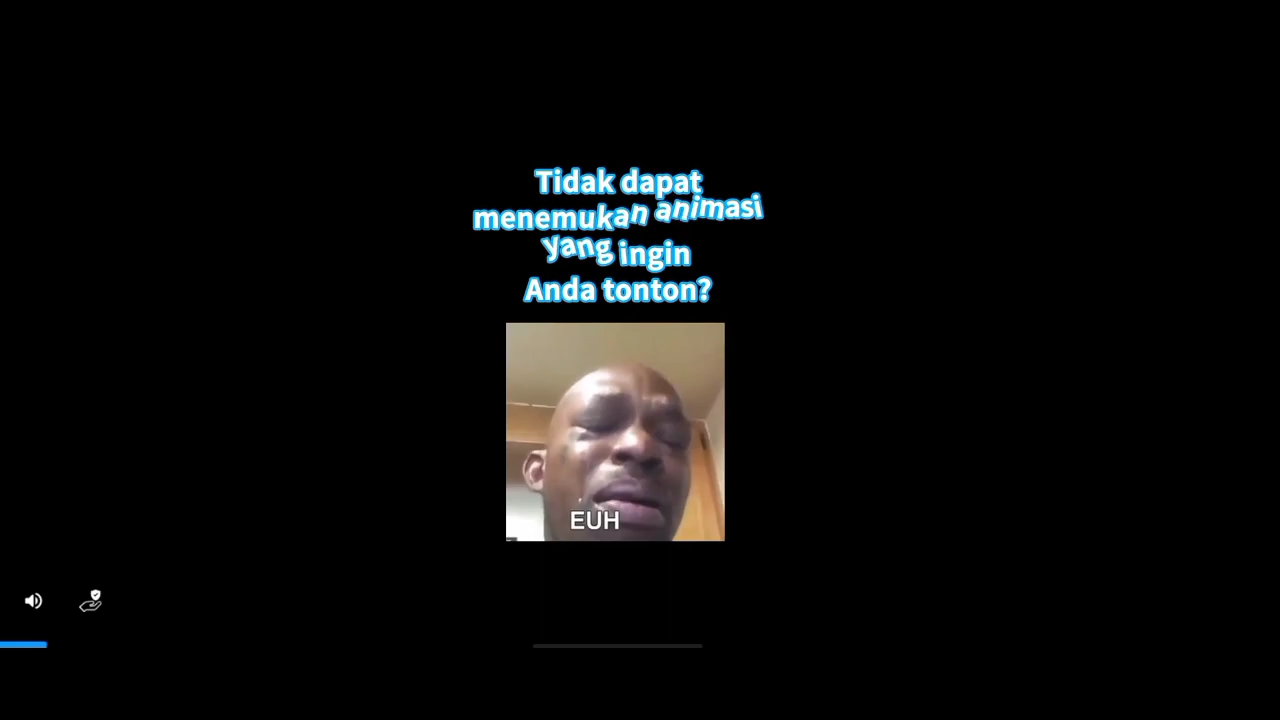 Tidak dapat
menemukan animasi
yang ingin
Anda tonton?
EUH